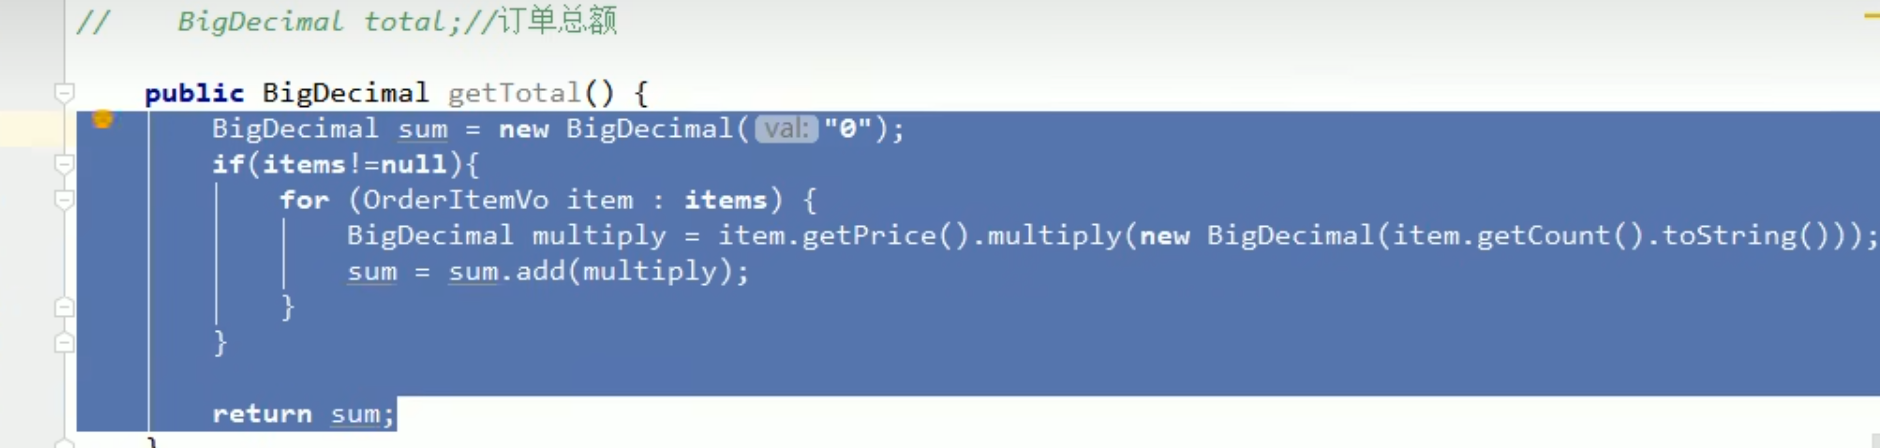 //    BigDecimal total;//订单总额
public BigDecimal getTotal() {
BigDecimal sum = new BigDecimal( val: "0");
if(items!=null){
for (OrderItemVo item : items) {
BigDecimal multiply = item.getPrice().multiply(new BigDecimal(item.getCount().toString()));
sum = sum.add(multiply);
}
}
return sum;
}